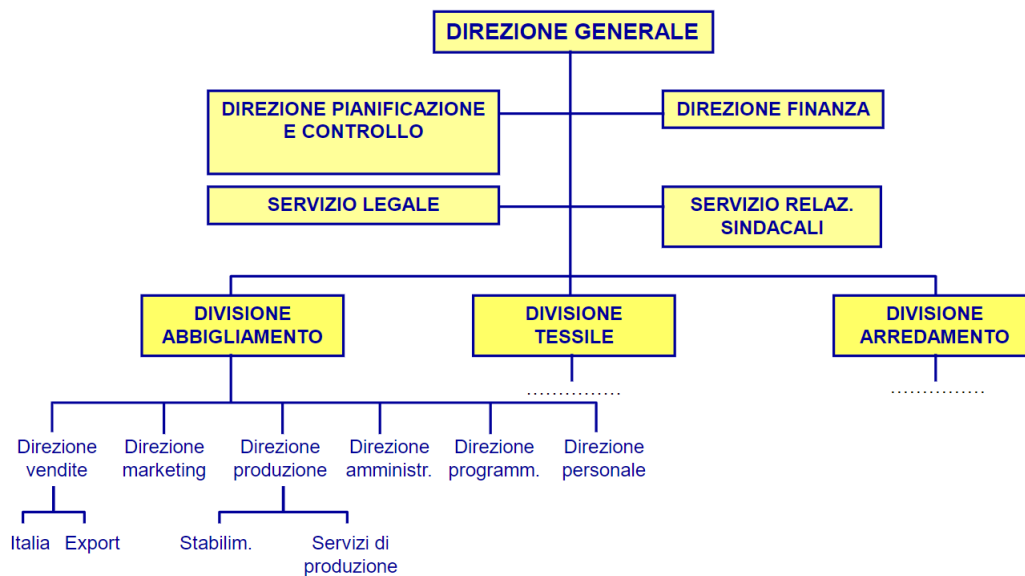 DIREZIONE GENERALE
DIREZIONE PIANIFICAZIONE
E CONTROLLO
DIREZIONE FINANZA
SERVIZIO LEGALE
SERVIZIO RELAZ.
SINDACALI
DIVISIONE
ABBIGLIAMENTO
DIVISIONE
TESSILE
DIVISIONE
ARREDAMENTO
...............
...............
Direzione
vendite
Direzione
marketing
Direzione
produzione
Direzione
amministr.
Direzione
programm.
Direzione
personale
Italia
Export
Stabilim.
Servizi di
produzione